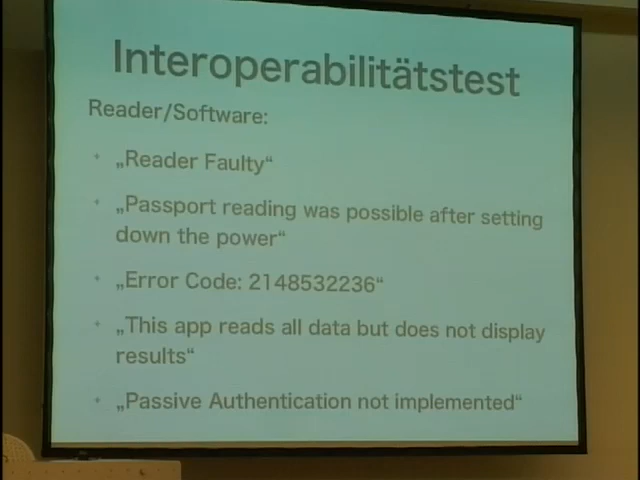 Interoperabilitätstest
Reader/Software:
„Reader Faulty“
„Passport reading was possible after setting
down the power“
„Error Code: 2148532236“
„This app reads all data but does not display
results“
„Passive Authentication not implemented“